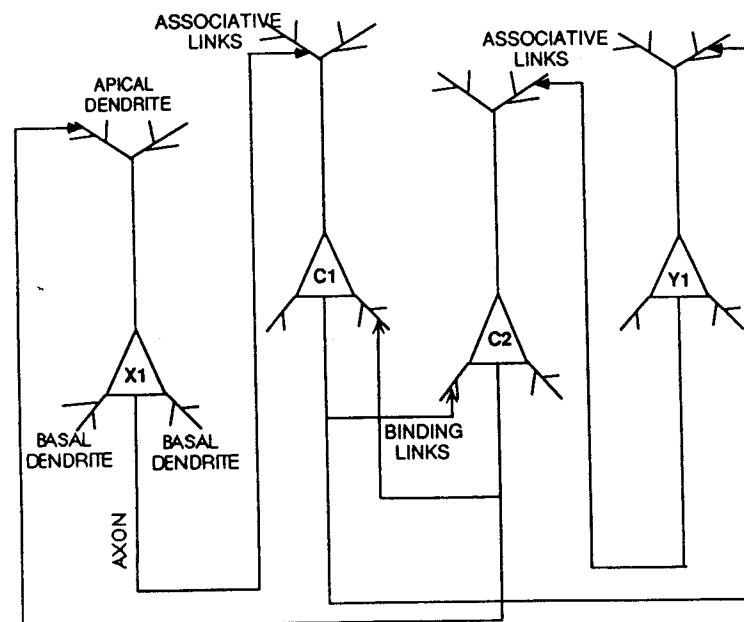 ASSOCIATIVE
LINKS
ASSOCIATIVE
LINKS
APICAL
DENDRITE
C1
Y1
C2
X1
BASAL
DENDRITE
BASAL
DENDRITE
BINDING
LINKS
AXON